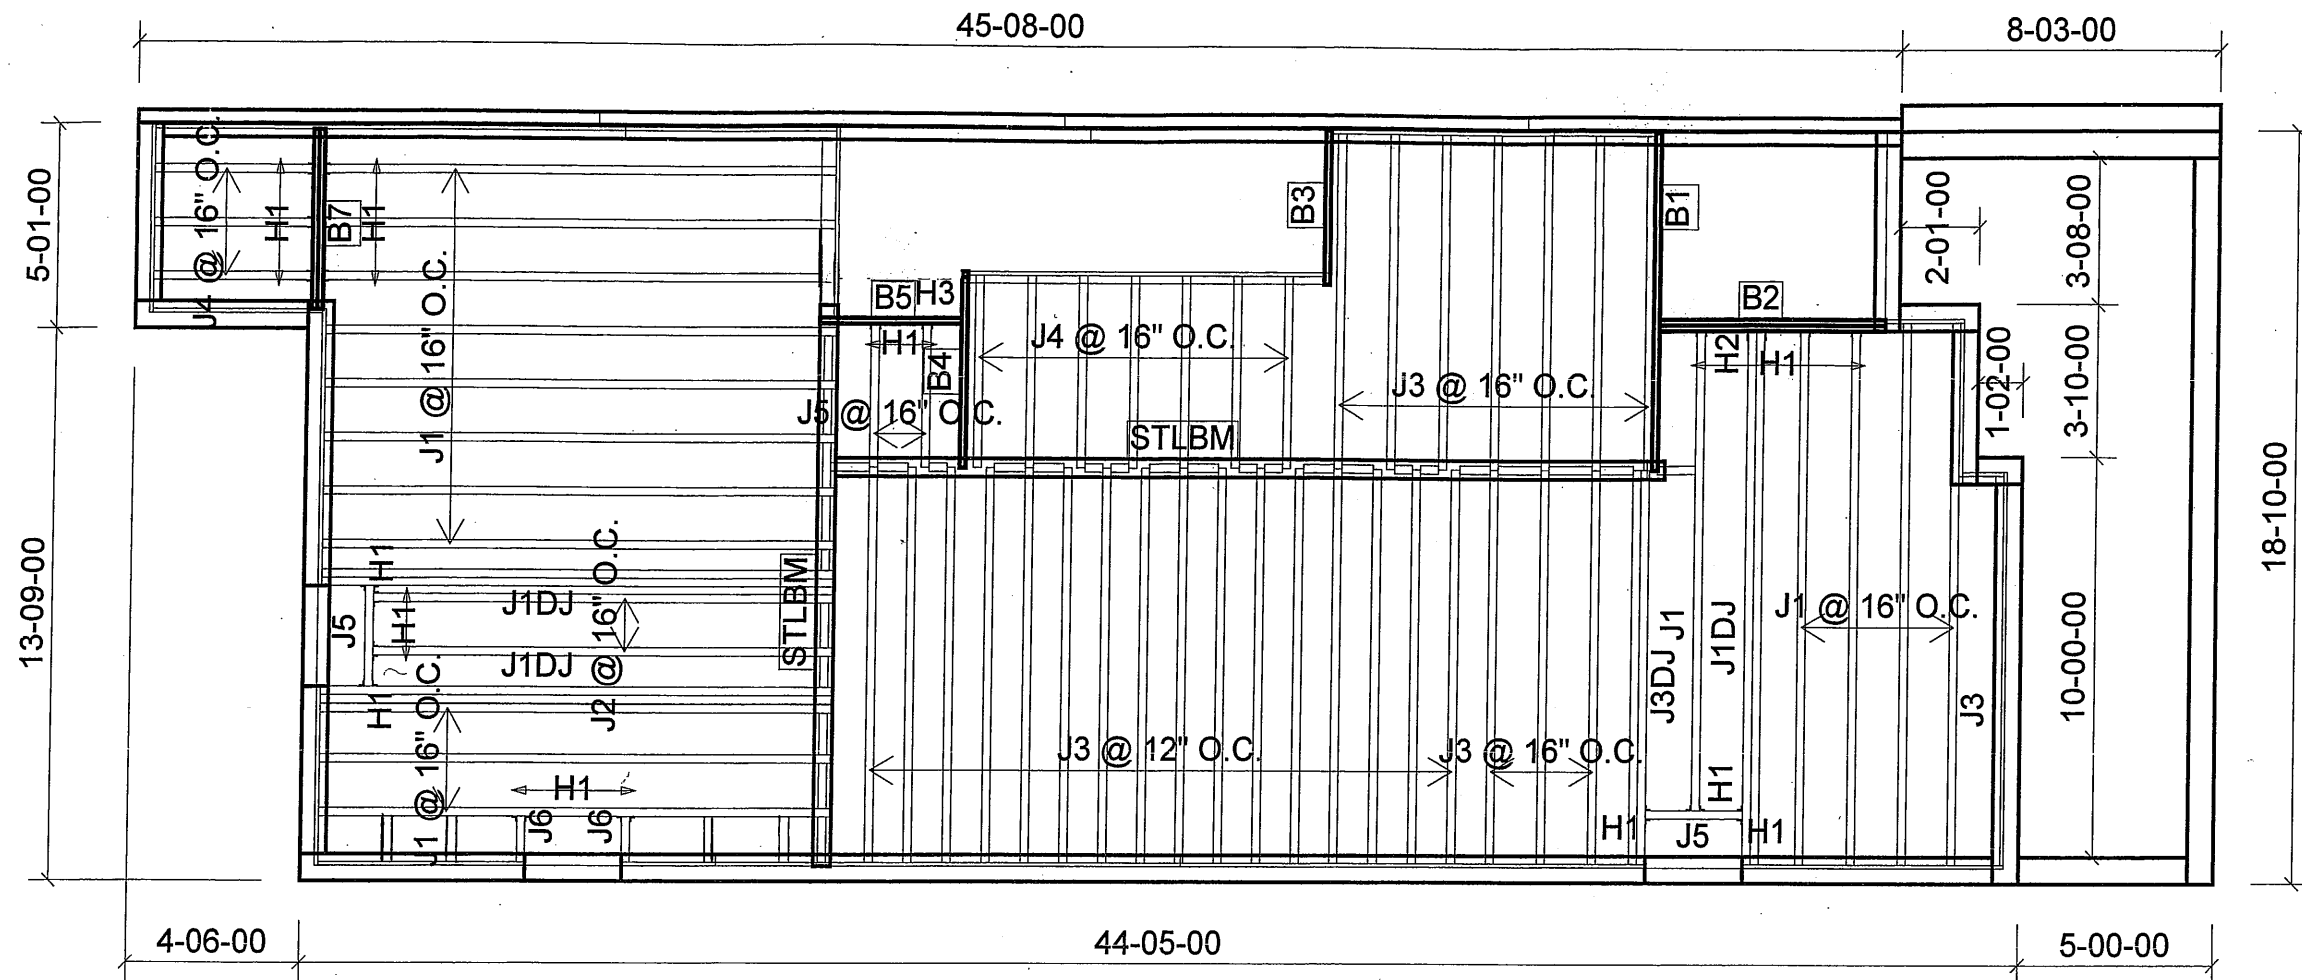 45-08-00
8-03-00
5-01-00
13-09-00
J4 @ 16" O.C.
H1
B7
H1
J1 @ 16" O.C.
B5
H3
H1
B4
J5 @ 16" O.C.
J4 @ 16" O.C.
STLBM
B3
J3 @ 16" O.C.
B1
B2
H2
H1
2-01-00
3-08-00
1-02-00
3-10-00
18-10-00
10-00-00
H1
J5
H1
H1
J1DJ
J1DJ
J2 @ 16" O.C.
STLBM
J1 @ 16" O.C.
H1
J6
J6
J3 @ 12" O.C.
J3 @ 16" O.C.
J3DJ
J1
J1DJ
J1 @ 16" O.C.
J3
H1
H1
J5
H1
4-06-00
44-05-00
5-00-00